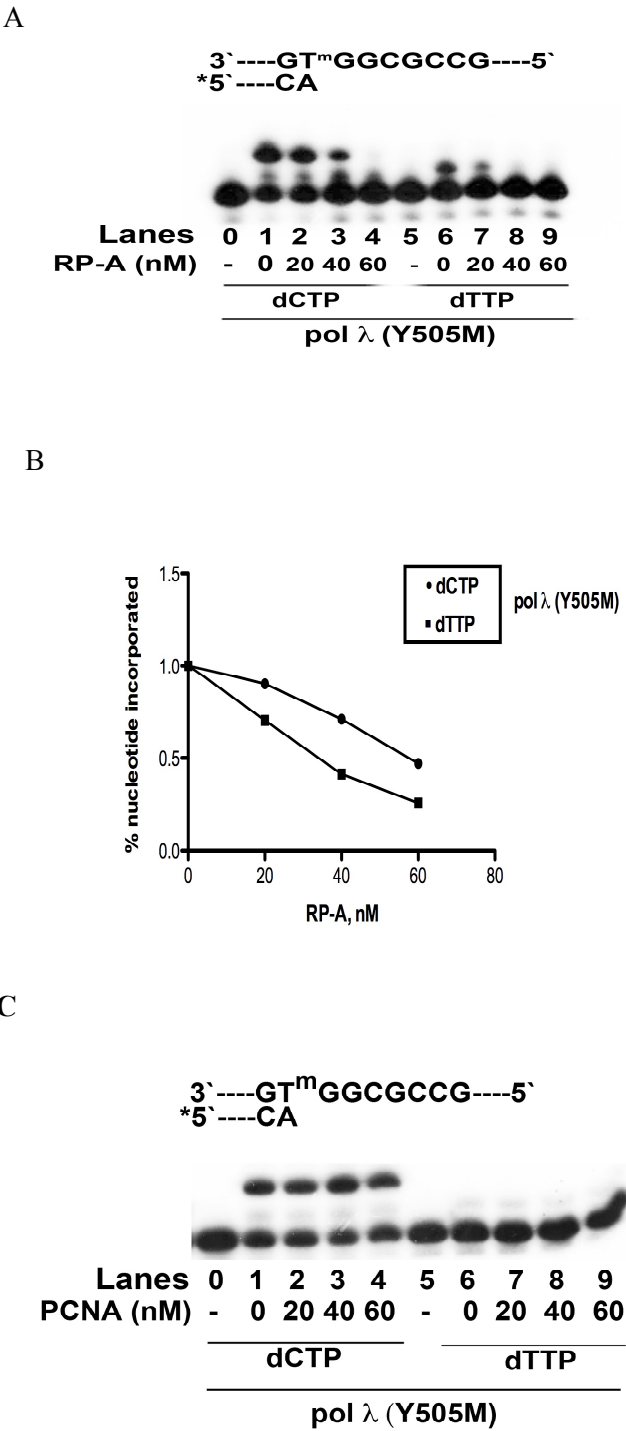 A
3`----GTmGGCGCCG----5`
*5`----CA
Lanes 0 1 2 3 4 5 6 7 8 9
RP-A (nM) - 0 20 40 60 - 0 20 40 60
dCTP dTTP
pol λ (Y505M)
B
1.5
1.0
0.5
0.0
% nucleotide incorporated
dCTP
dTTP
pol λ (Y505M)
0 20 40 60 80
RP-A, nM
C
3`----GTmGGCGCCG----5`
*5`----CA
Lanes 0 1 2 3 4 5 6 7 8 9
PCNA (nM) - 0 20 40 60 - 0 20 40 60
dCTP dTTP
pol λ (Y505M)